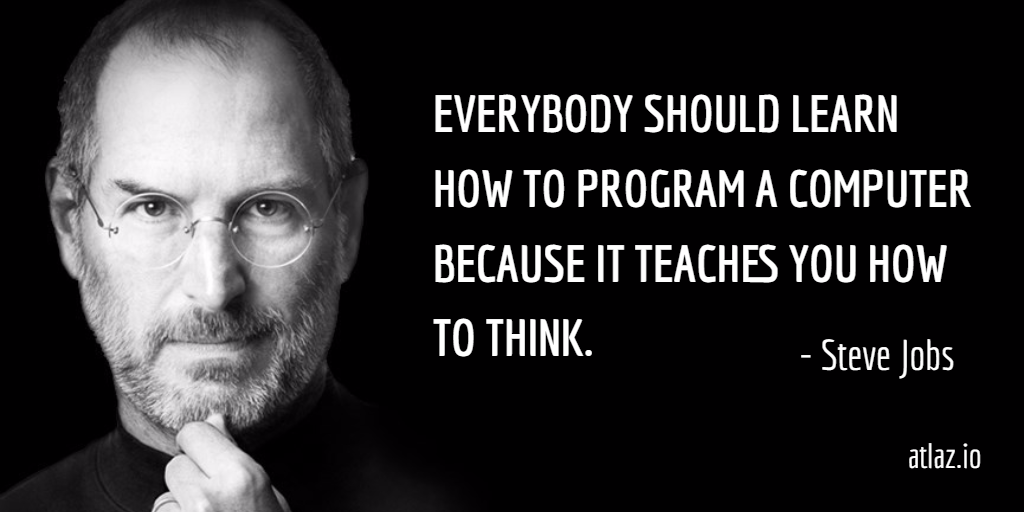 EVERYBODY SHOULD LEARN
HOW TO PROGRAM A COMPUTER
BECAUSE IT TEACHES YOU HOW
TO THINK.
- Steve Jobs
atlaz.io